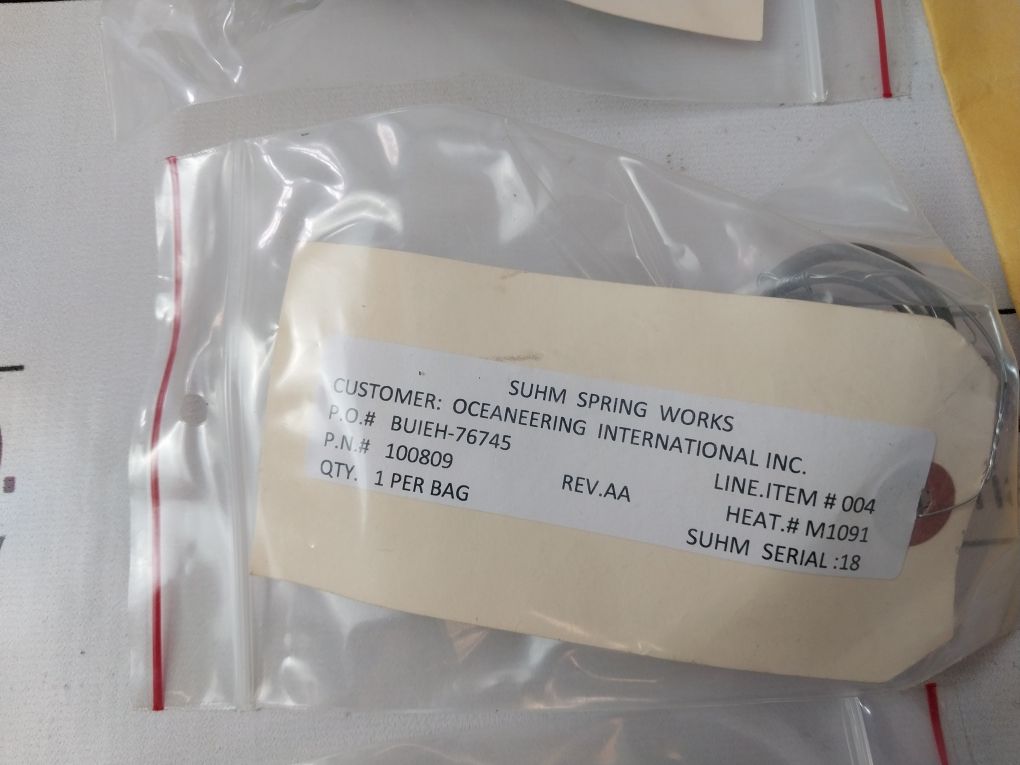 SUHM SPRING WORKS
CUSTOMER: OCEANEERING INTERNATIONAL INC.
P.O.# BUIEH-76745 LINE.ITEM # 004
P.N.# 100809 REV.AA HEAT.# M1091
QTY. 1 PER BAG SUHM SERIAL :18